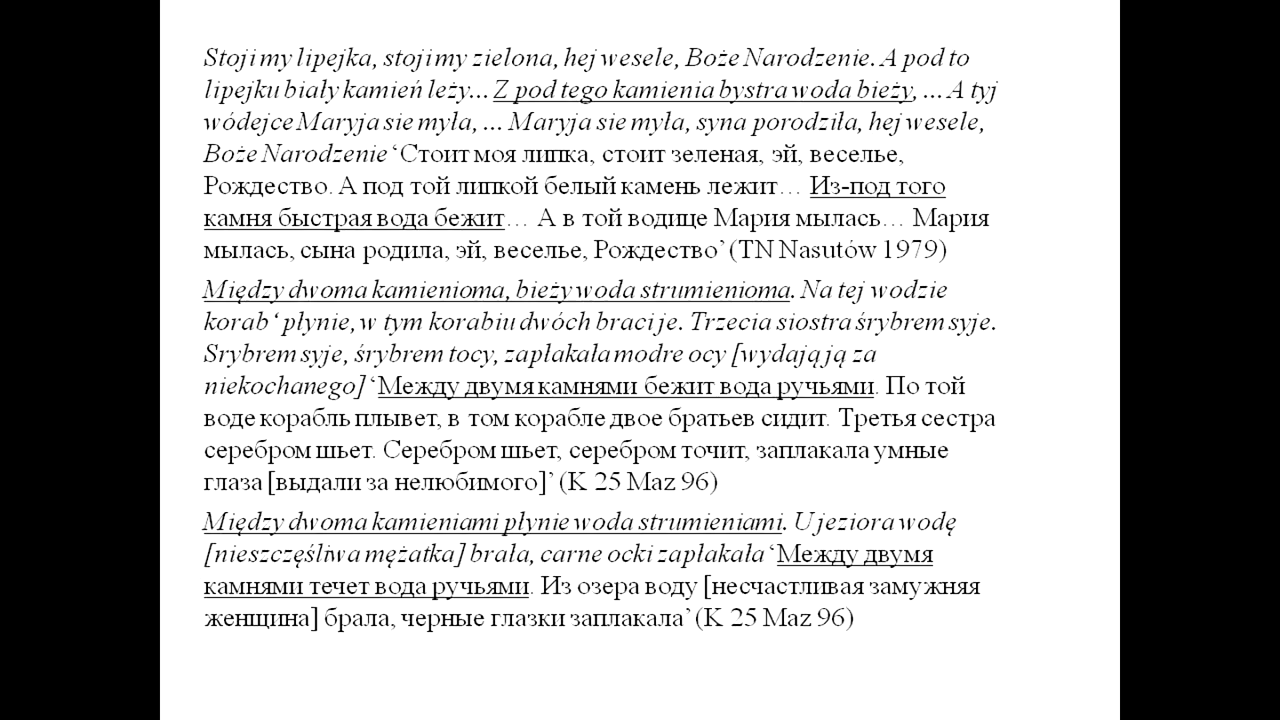 Stoji my lipejka, stoji my zielona, hej wesele, Boże Narodzenie. A pod to
lipejku biały kamień leży... Z pod tego kamienia bystra woda bieży, ... A tyj
wódejce Maryja sie myła, ... Maryja sie myła, syna porodziła, hej wesele,
Boże Narodzenie ‘Стоит моя липка, стоит зеленая, эй, веселье,
Рождество. А под той липкой белый камень лежит… Из-под того
камня быстрая вода бежит… А в той водице Мария мылась… Мария
мылась, сына родила, эй, веселье, Рождество’ (TN Nasutów 1979)
Między dwoma kamienioma, bieży woda strumienioma. Na tej wodzie
korab‘ płynie, w tym korabiu dwóch braci je. Trzecia siostra śrybrem syje.
Srybrem syje, śrybrem tocy, zapłakała modre ocy [wydają ją za
niekochanego] ‘Между двумя камнями бежит вода ручьями. По той
воде корабль плывет, в том корабле двое братьев сидит. Третья сестра
серебром шьет. Серебром шьет, серебром точит, заплакала умные
глаза [выдали за нелюбимого]’ (K 25 Maz 96)
Między dwoma kamieniami płynie woda strumieniami. U jeziora wodę
[nieszczęśliwa mężatka] brała, carne ocki zapłakała ‘Между двумя
камнями течет вода ручьями. Из озера воду [несчастливая замужняя
женщина] брала, черные глазки заплакала’ (K 25 Maz 96)